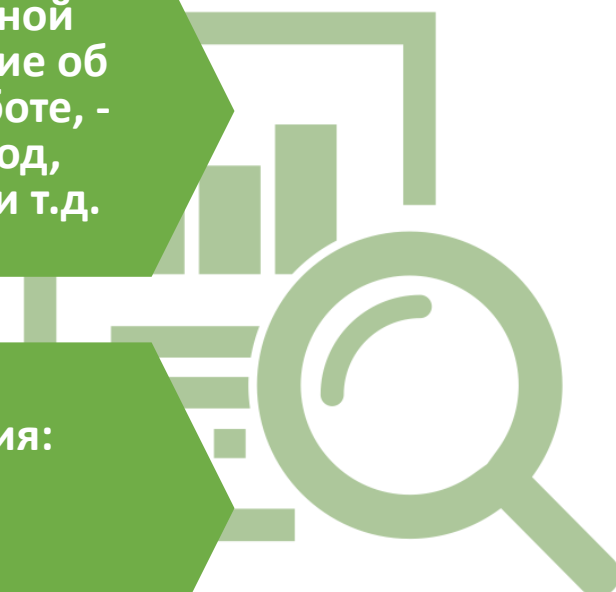 ной
ие об
боте, -
од,
и т.д.
ия: